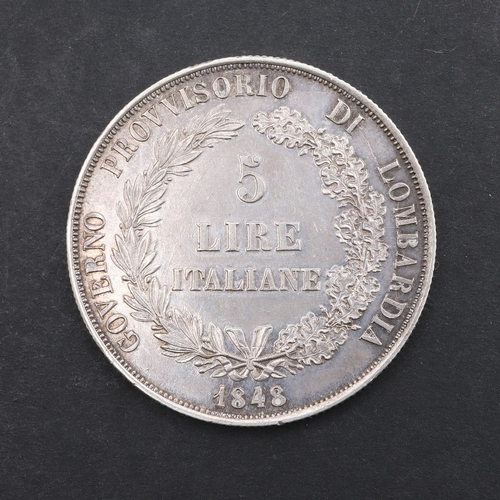 GOVERNO PROVVISORIO DI LOMBARDIA
5
LIRE
ITALIANE
1848